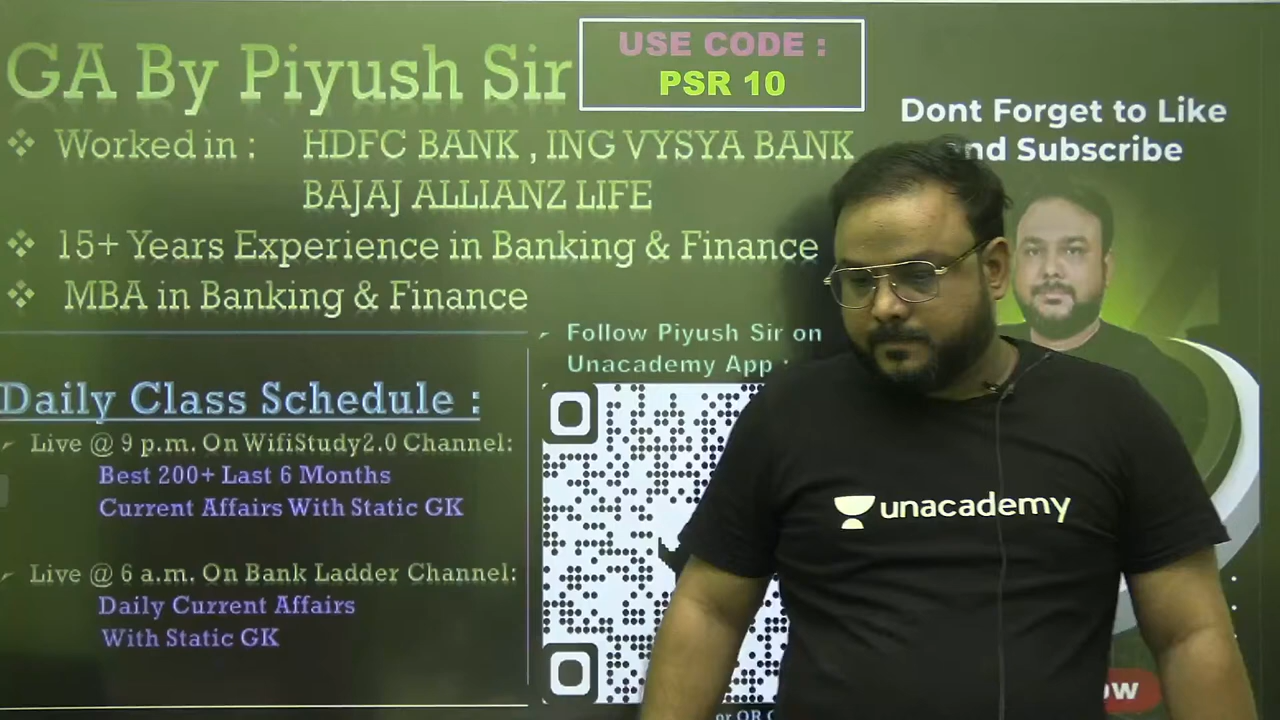 GA By Piyush Sir
USE CODE :
PSR 10
Dont Forget to Like
and Subscribe
Worked in : HDFC BANK , ING VYSYA BANK
BAJAJ ALLIANZ LIFE
15+ Years Experience in Banking & Finance
MBA in Banking & Finance
Follow Piyush Sir on
Unacademy App :
Daily Class Schedule :
Live @ 9 p.m. On WifiStudy2.0 Channel:
Best 200+ Last 6 Months
Current Affairs With Static GK
Live @ 6 a.m. On Bank Ladder Channel:
Daily Current Affairs
With Static GK
unacademy